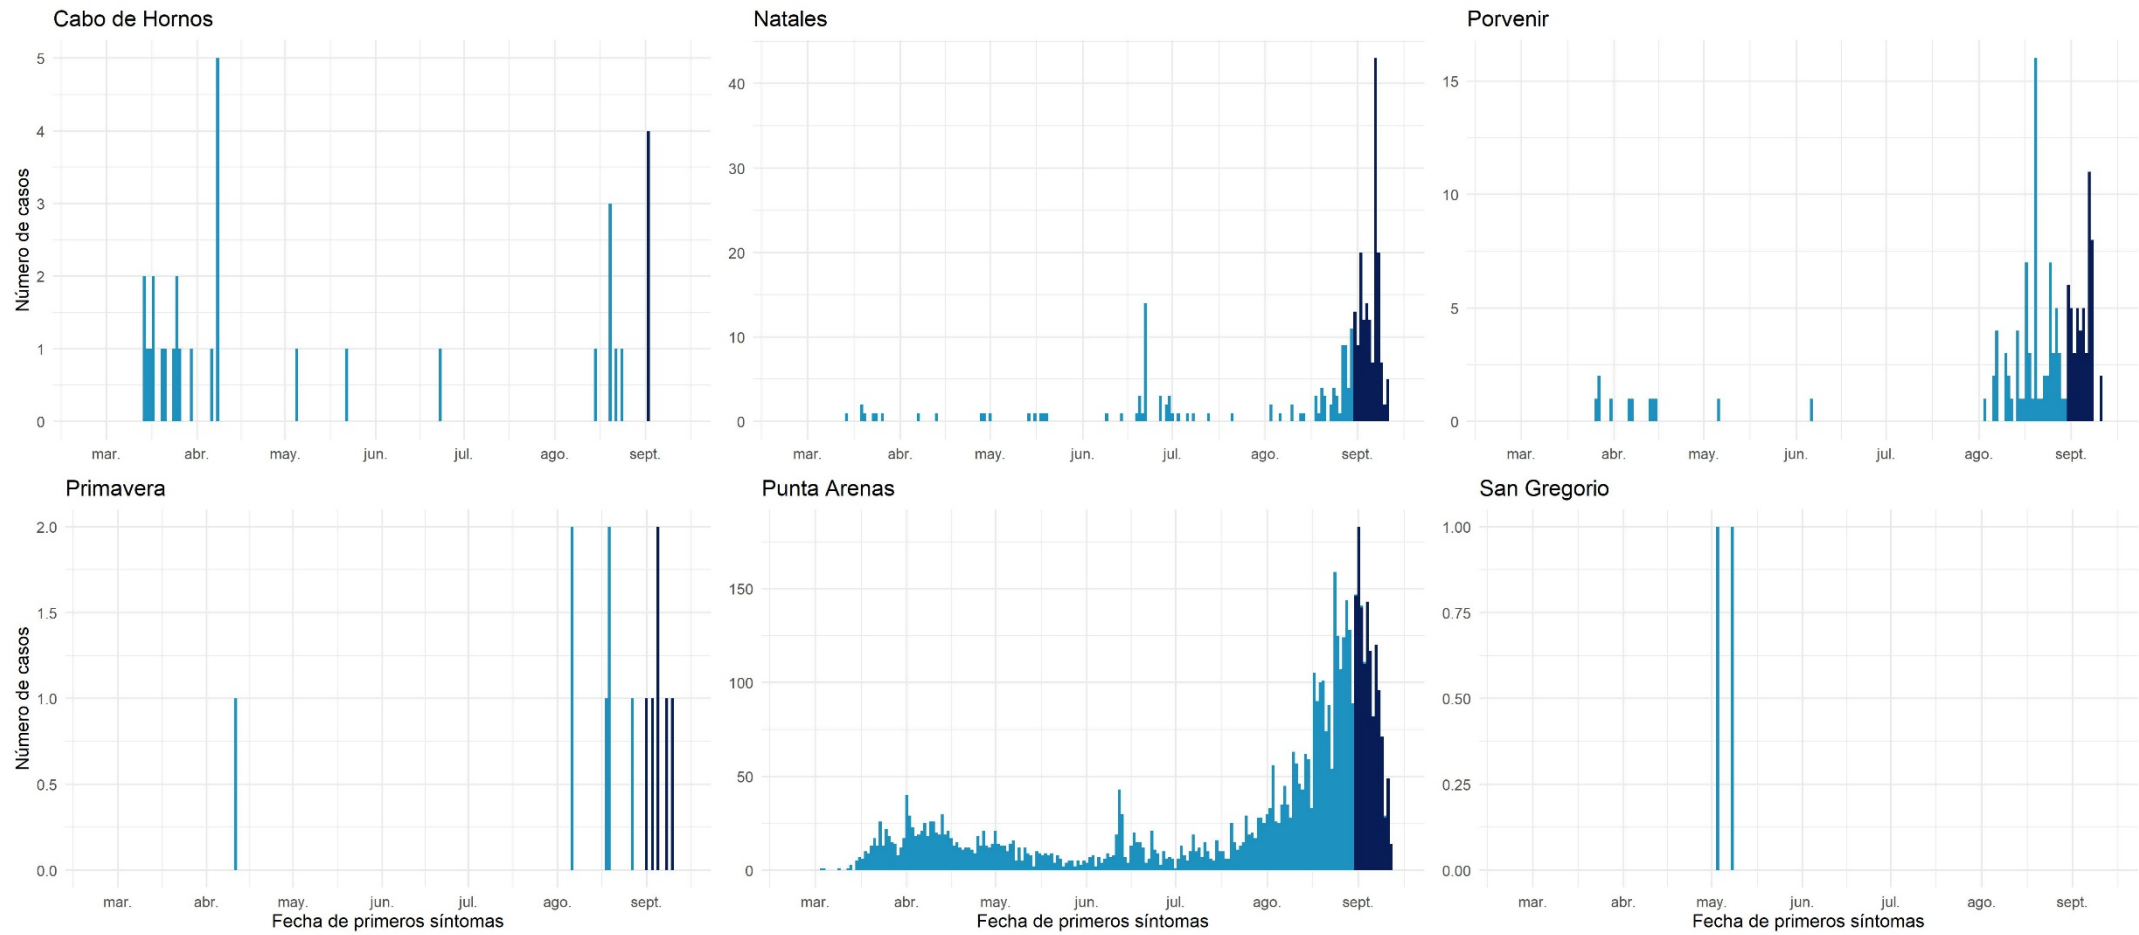 Cabo de Hornos
Número de casos
5
4
3
2
1
0
mar. abr. may. jun. jul. ago. sept.
Natales
40
30
20
10
0
mar. abr. may. jun. jul. ago. sept.
Porvenir
15
10
5
0
mar. abr. may. jun. jul. ago. sept.
Primavera
Número de casos
2.0
1.5
1.0
0.5
0.0
mar. abr. may. jun. jul. ago. sept.
Fecha de primeros síntomas
Punta Arenas
150
100
50
0
mar. abr. may. jun. jul. ago. sept.
Fecha de primeros síntomas
San Gregorio
1.00
0.75
0.50
0.25
0.00
mar. abr. may. jun. jul. ago. sept.
Fecha de primeros síntomas